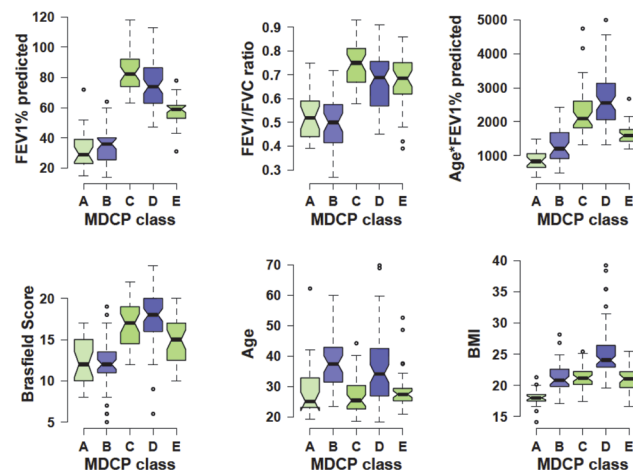 FEV1% predicted
120
100
80
60
40
20
A B C D E
MDCP class
FEV1/FVC ratio
0.9
0.8
0.7
0.6
0.5
0.4
0.3
A B C D E
MDCP class
Age*FEV1% predicted
5000
4000
3000
2000
1000
A B C D E
MDCP class
Brasfield Score
20
15
10
5
A B C D E
MDCP class
Age
70
60
50
40
30
20
A B C D E
MDCP class
BMI
40
35
30
25
20
15
A B C D E
MDCP class